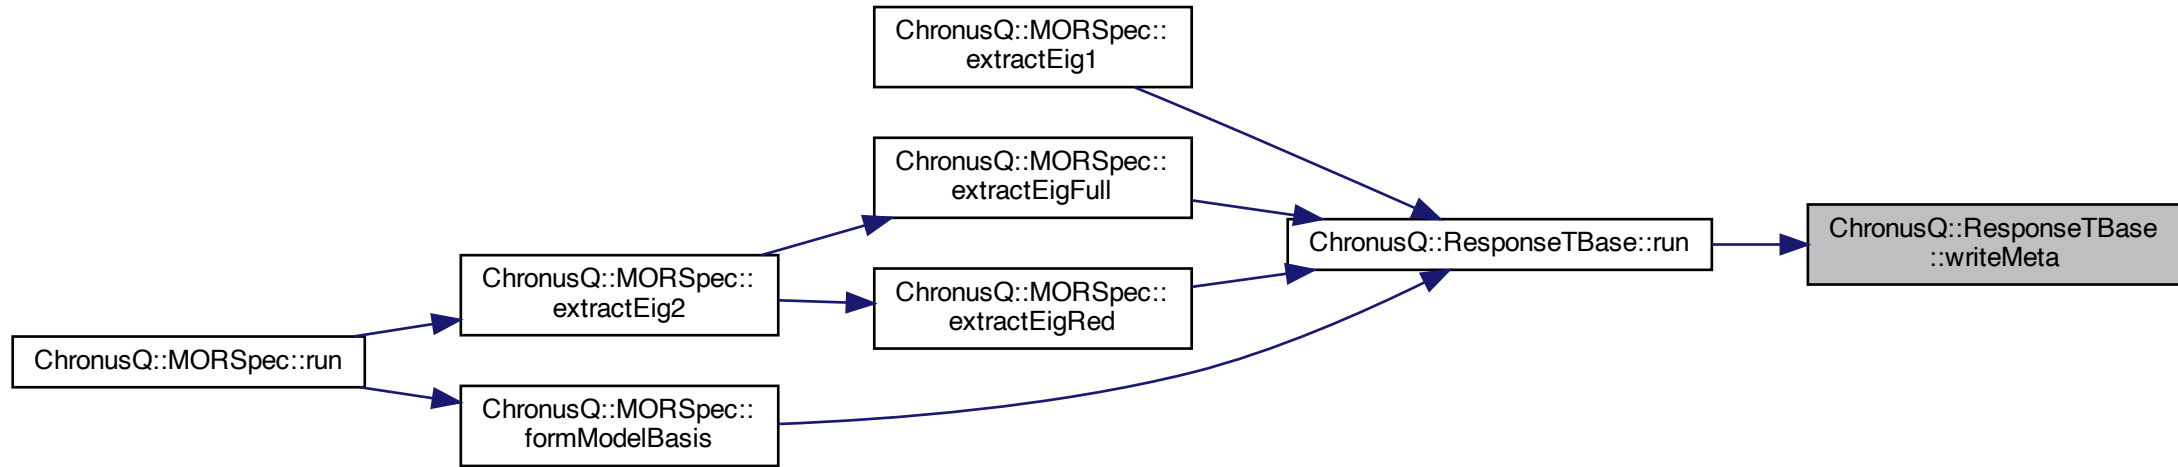 ChronusQ::MORSpec::
extractEig1
ChronusQ::MORSpec::
extractEigFull
ChronusQ::ResponseTBase
::writeMeta
ChronusQ::ResponseTBase::run
ChronusQ::MORSpec::
extractEig2
ChronusQ::MORSpec::
extractEigRed
ChronusQ::MORSpec::run
ChronusQ::MORSpec::
formModelBasis